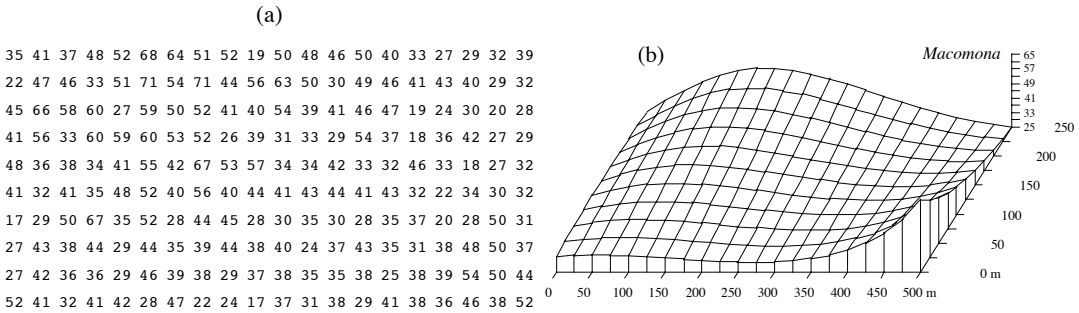 (a)
35 41 37 48 52 68 64 51 52 19 50 48 46 50 40 33 27 29 32 39
22 47 46 33 51 71 54 71 44 56 63 50 30 49 46 41 43 40 29 32
45 66 58 60 27 59 50 52 41 40 54 39 41 46 47 19 24 30 20 28
41 56 33 60 59 60 53 52 26 39 31 33 29 54 37 18 36 42 27 29
48 36 38 34 41 55 42 67 53 57 34 34 42 33 32 46 33 18 27 32
41 32 41 35 48 52 40 56 40 44 41 43 44 41 43 32 22 34 30 32
17 29 50 67 35 52 28 44 45 28 30 35 30 28 35 37 20 28 50 31
27 43 38 44 29 44 35 39 44 38 40 24 37 43 35 31 38 48 50 37
27 42 36 36 29 46 39 38 29 37 38 35 35 38 25 38 39 54 50 44
52 41 32 41 42 28 47 22 24 17 37 31 38 29 41 38 36 46 38 52
(b)
Macomona
65
57
49
41
33
25
250
200
150
100
50
0 m
0 50 100 150 200 250 300 350 400 450 500 m